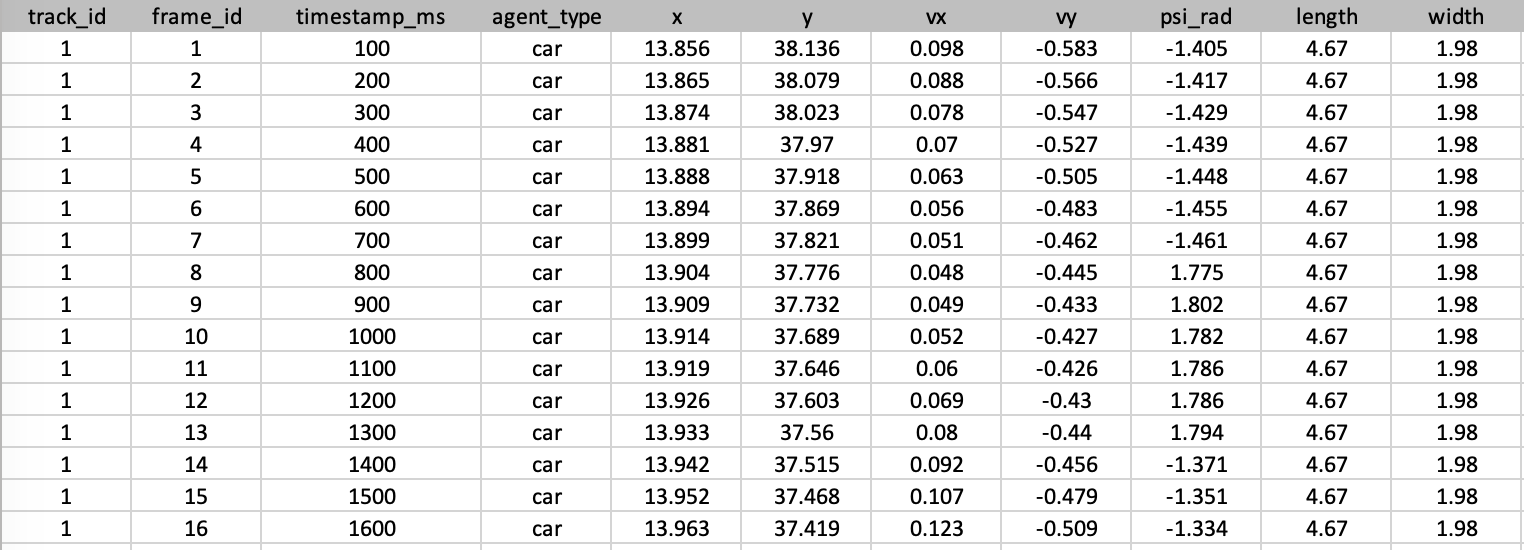 track_id frame_id timestamp_ms agent_type x y vx vy psi_rad length width
1 1 100 car 13.856 38.136 0.098 -0.583 -1.405 4.67 1.98
1 2 200 car 13.865 38.079 0.088 -0.566 -1.417 4.67 1.98
1 3 300 car 13.874 38.023 0.078 -0.547 -1.429 4.67 1.98
1 4 400 car 13.881 37.97 0.07 -0.527 -1.439 4.67 1.98
1 5 500 car 13.888 37.918 0.063 -0.505 -1.448 4.67 1.98
1 6 600 car 13.894 37.869 0.056 -0.483 -1.455 4.67 1.98
1 7 700 car 13.899 37.821 0.051 -0.462 -1.461 4.67 1.98
1 8 800 car 13.904 37.776 0.048 -0.445 1.775 4.67 1.98
1 9 900 car 13.909 37.732 0.049 -0.433 1.802 4.67 1.98
1 10 1000 car 13.914 37.689 0.052 -0.427 1.782 4.67 1.98
1 11 1100 car 13.919 37.646 0.06 -0.426 1.786 4.67 1.98
1 12 1200 car 13.926 37.603 0.069 -0.43 1.786 4.67 1.98
1 13 1300 car 13.933 37.56 0.08 -0.44 1.794 4.67 1.98
1 14 1400 car 13.942 37.515 0.092 -0.456 -1.371 4.67 1.98
1 15 1500 car 13.952 37.468 0.107 -0.479 -1.351 4.67 1.98
1 16 1600 car 13.963 37.419 0.123 -0.509 -1.334 4.67 1.98